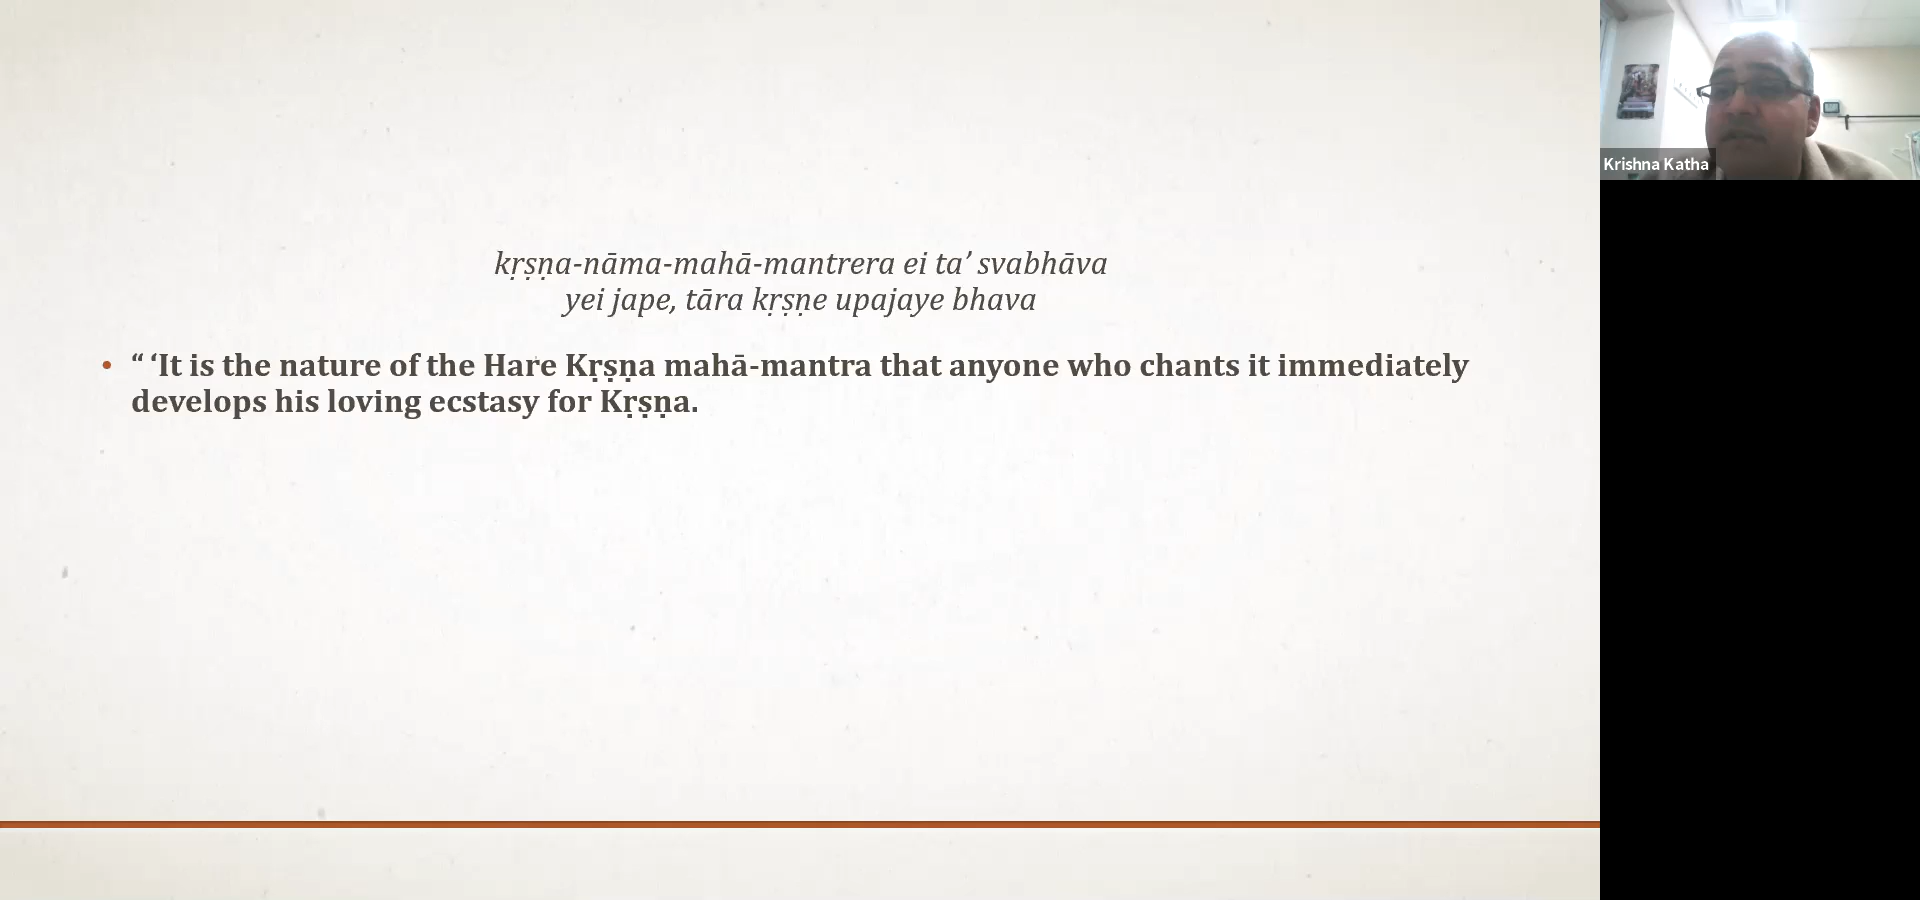 kṛṣṇa-nāma-mahā-mantrera ei ta’ svabhāva
yei jape, tāra kṛṣṇe upajaye bhava
• “ ‘It is the nature of the Hare Kṛṣṇa mahā-mantra that anyone who chants it immediately
develops his loving ecstasy for Kṛṣṇa.
Krishna Katha